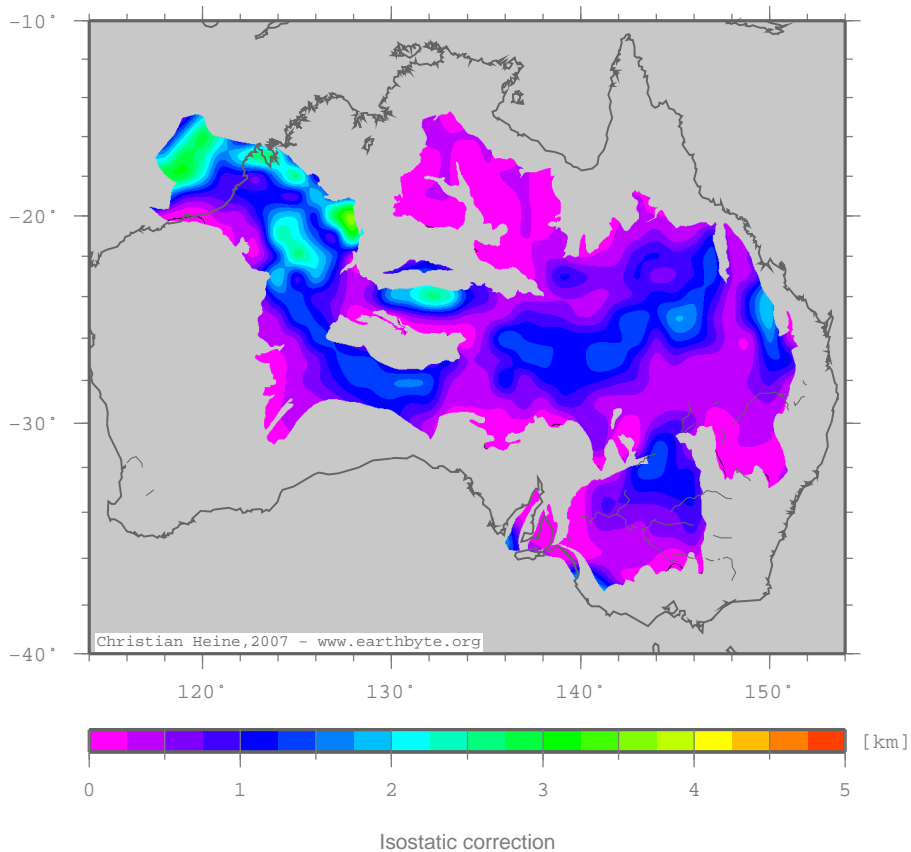 −10°
−20°
−30°
−40°
Christian Heine,2007 − www.earthbyte.org
120° 130° 140° 150°
[km]
0 1 2 3 4 5
Isostatic correction